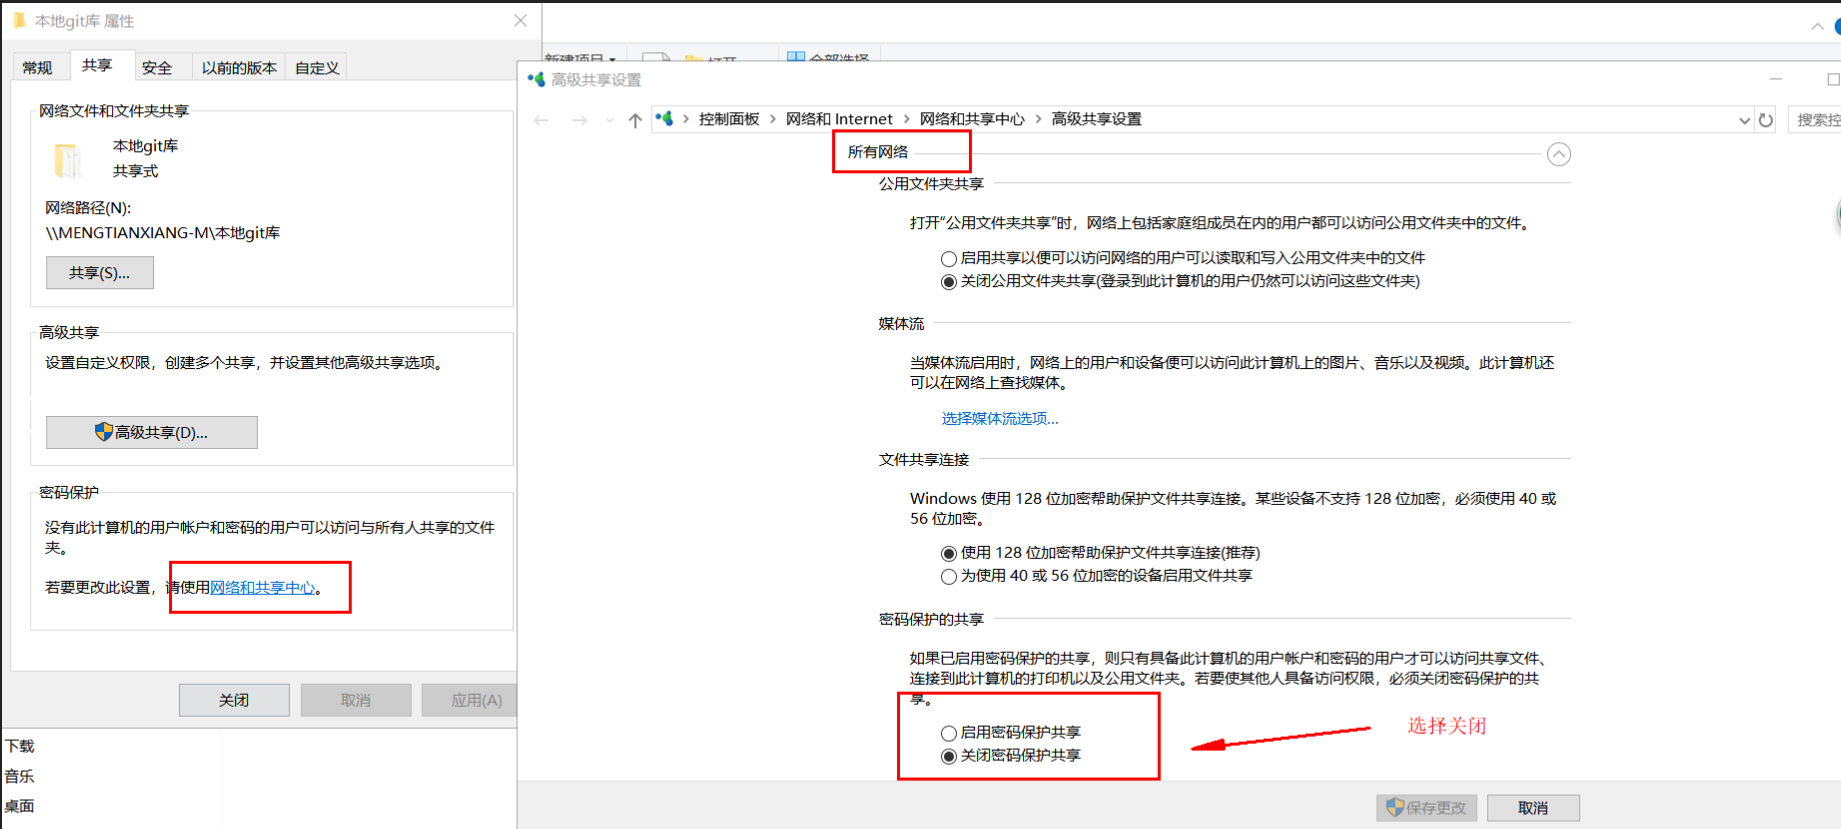 本地git库 属性
常规
共享
安全
以前的版本
自定义
网络文件和文件夹共享
本地git库
共享式
网络路径(N):
\\MENGTIANXIANG-M\本地git库
共享(S)...
高级共享
设置自定义权限，创建多个共享，并设置其他高级共享选项。
高级共享(D)...
密码保护
没有此计算机的用户帐户和密码的用户可以访问与所有人共享的文件
夹。
若要更改此设置，请使用网络和共享中心。
关闭
取消
应用(A)
下载
音乐
桌面
新建项目
打开
全部选择
高级共享设置
控制面板 > 网络和 Internet > 网络和共享中心 > 高级共享设置
搜索控
所有网络
公用文件夹共享
打开“公用文件夹共享”时，网络上包括家庭组成员在内的用户都可以访问公用文件夹中的文件。
启用共享以便可以访问网络的用户可以读取和写入公用文件夹中的文件
关闭公用文件夹共享(登录到此计算机的用户仍然可以访问这些文件夹)
媒体流
当媒体流启用时，网络上的用户和设备便可以访问此计算机上的图片、音乐以及视频。此计算机还
可以在网络上查找媒体。
选择媒体流选项...
文件共享连接
Windows 使用 128 位加密帮助保护文件共享连接。某些设备不支持 128 位加密，必须使用 40 或
56 位加密。
使用 128 位加密帮助保护文件共享连接(推荐)
为使用 40 或 56 位加密的设备启用文件共享
密码保护的共享
如果已启用密码保护的共享，则只有具备此计算机的用户帐户和密码的用户才可以访问共享文件、
连接到此计算机的打印机以及公用文件夹。若要使其他人具备访问权限，必须关闭密码保护的共
享。
启用密码保护共享
关闭密码保护共享
选择关闭
保存更改
取消